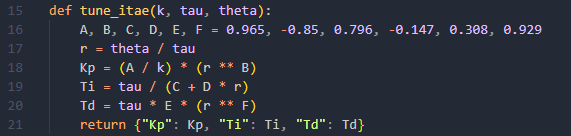 15 def tune_itae(k, tau, theta):
16     A, B, C, D, E, F = 0.965, -0.85, 0.796, -0.147, 0.308, 0.929
17     r = theta / tau
18     Kp = (A / k) * (r ** B)
19     Ti = tau / (C + D * r)
20     Td = tau * E * (r ** F)
21     return {"Kp": Kp, "Ti": Ti, "Td": Td}